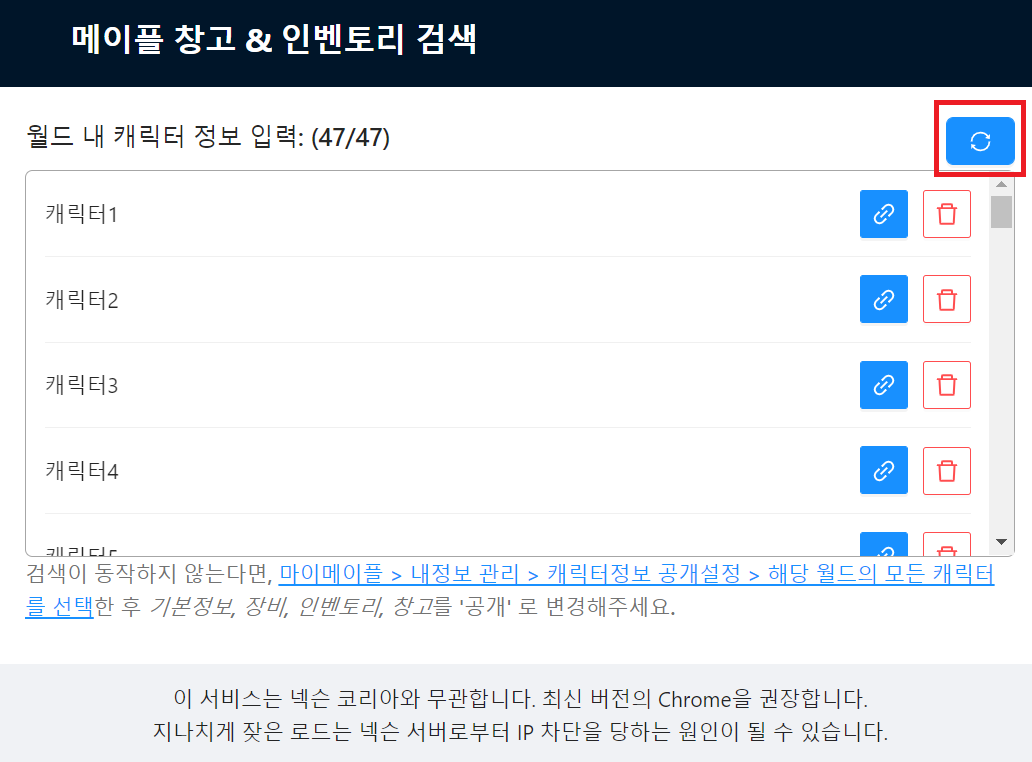 메이플 창고 & 인벤토리 검색
월드 내 캐릭터 정보 입력: (47/47)
캐릭터1
캐릭터2
캐릭터3
캐릭터4
캐릭터5
검색이 동작하지 않는다면, 마이메이플 > 내정보 관리 > 캐릭터정보 공개설정 > 해당 월드의 모든 캐릭터
를 선택한 후 기본정보, 장비, 인벤토리, 창고를 '공개' 로 변경해주세요.
이 서비스는 넥슨 코리아와 무관합니다. 최신 버전의 Chrome을 권장합니다.
지나치게 잦은 로드는 넥슨 서버로부터 IP 차단을 당하는 원인이 될 수 있습니다.